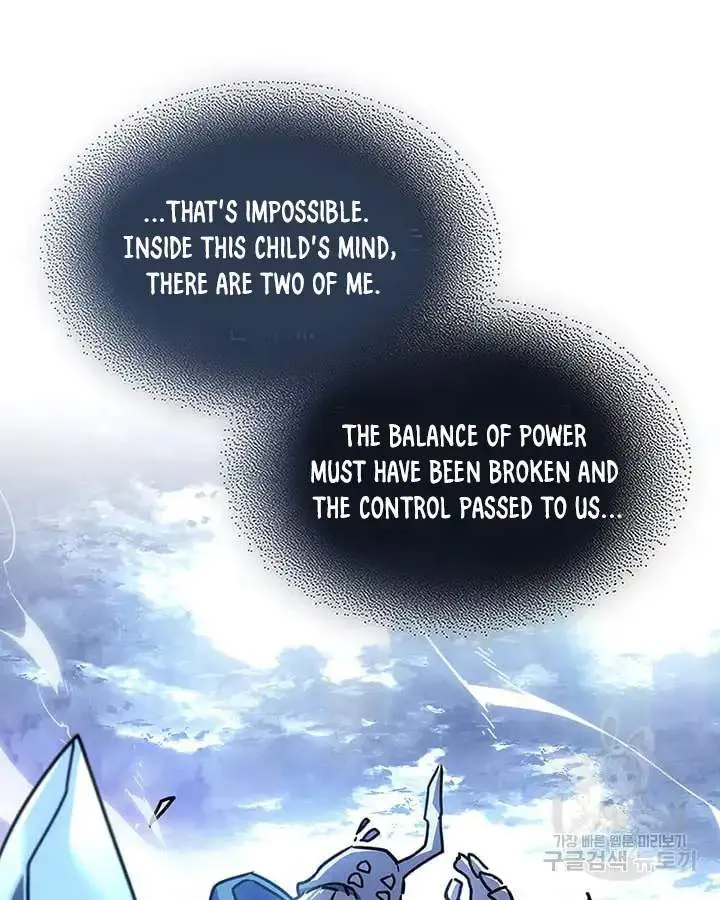 ...THAT'S IMPOSSIBLE.
INSIDE THIS CHILD'S MIND,
THERE ARE TWO OF ME.
THE BALANCE OF POWER
MUST HAVE BEEN BROKEN AND
THE CONTROL PASSED TO US...
가장 빠른 웹툰 미리보기
구글검색 뉴토끼